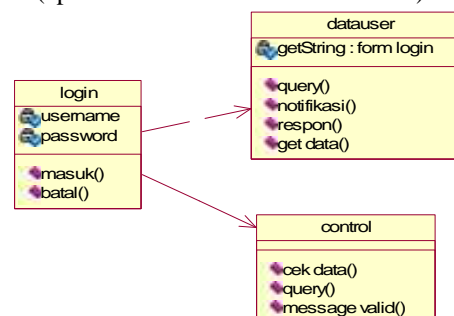 datauser
getString : form login
query()
notifikasi()
respon()
get data()
login
username
password
masuk()
batal()
control
cek data()
query()
message valid()